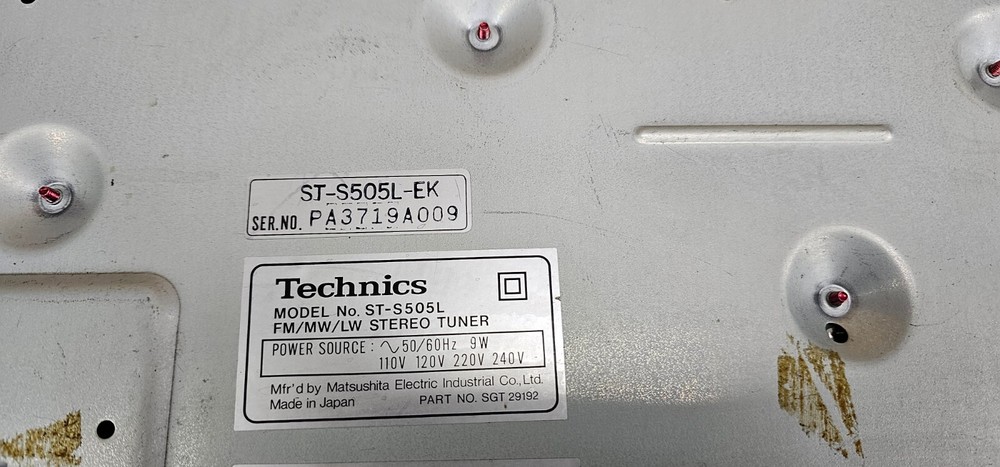 ST-S505L-EK
SER.NO. PA3719A009
Technics
MODEL No. ST-S505L
FM/MW/LW STEREO TUNER
POWER SOURCE : ∿50/60Hz 9W
110V 120V 220V 240V
Mfr'd by Matsushita Electric Industrial Co., Ltd.
Made in Japan PART NO. SGT 29192